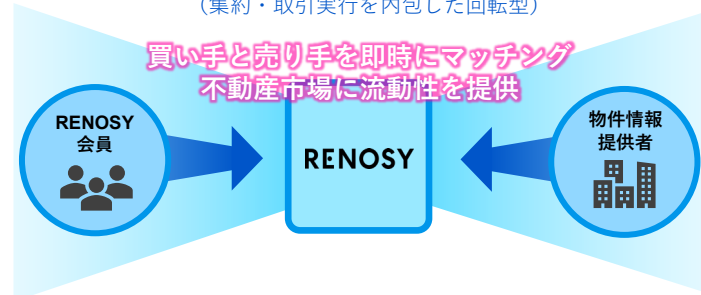 （集約・取引実行を内包した回転型）
買い手と売り手を即時にマッチング
不動産市場に流動性を提供
RENOSY
会員
RENOSY
物件情報
提供者